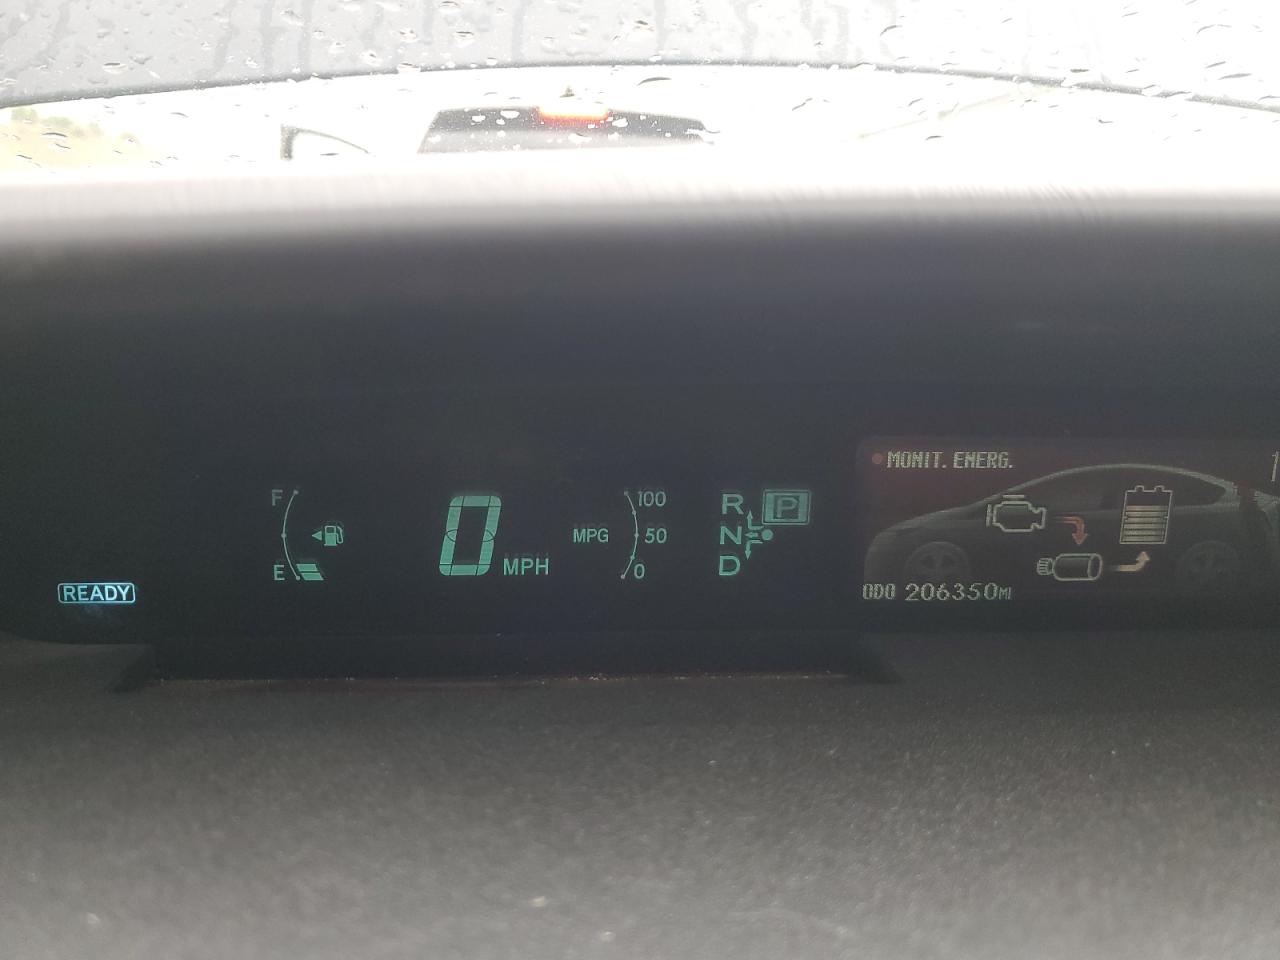 F
E
READY
0 MPH
MPG
100
50
0
R
P
N
D
MONIT. ENERG.
ODO 206350MI